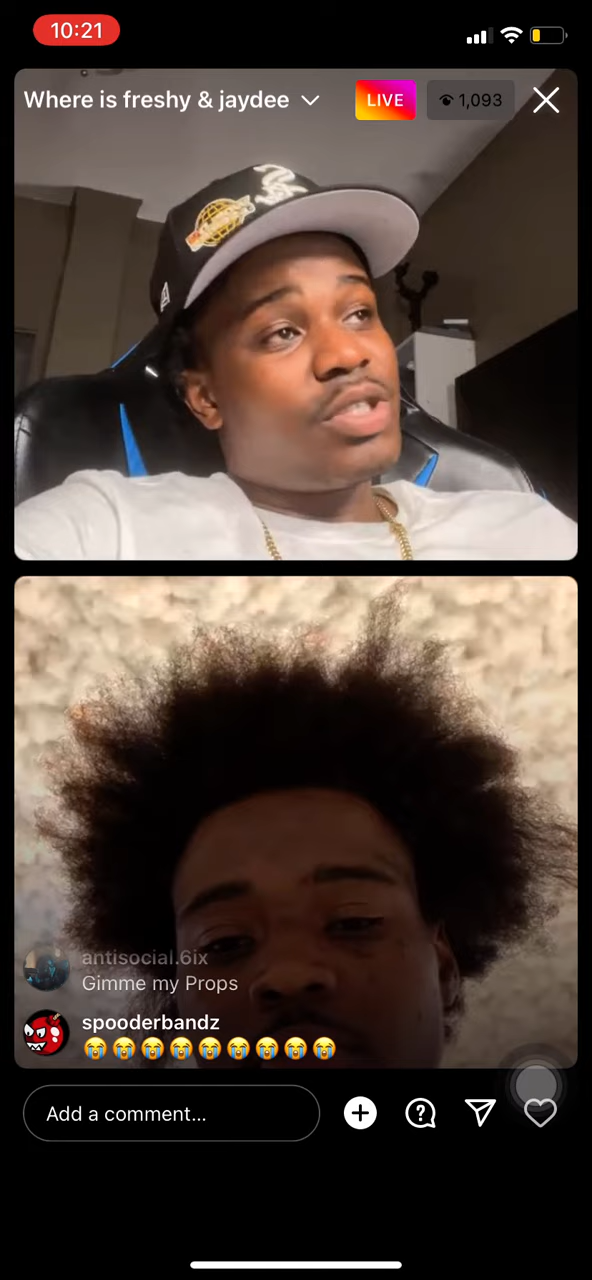 10:21
Where is freshy & jaydee
LIVE
1,093
antisocial.6ix
Gimme my Props
spooderbandz
😭😭😭😭😭😭😭😭😭
Add a comment...